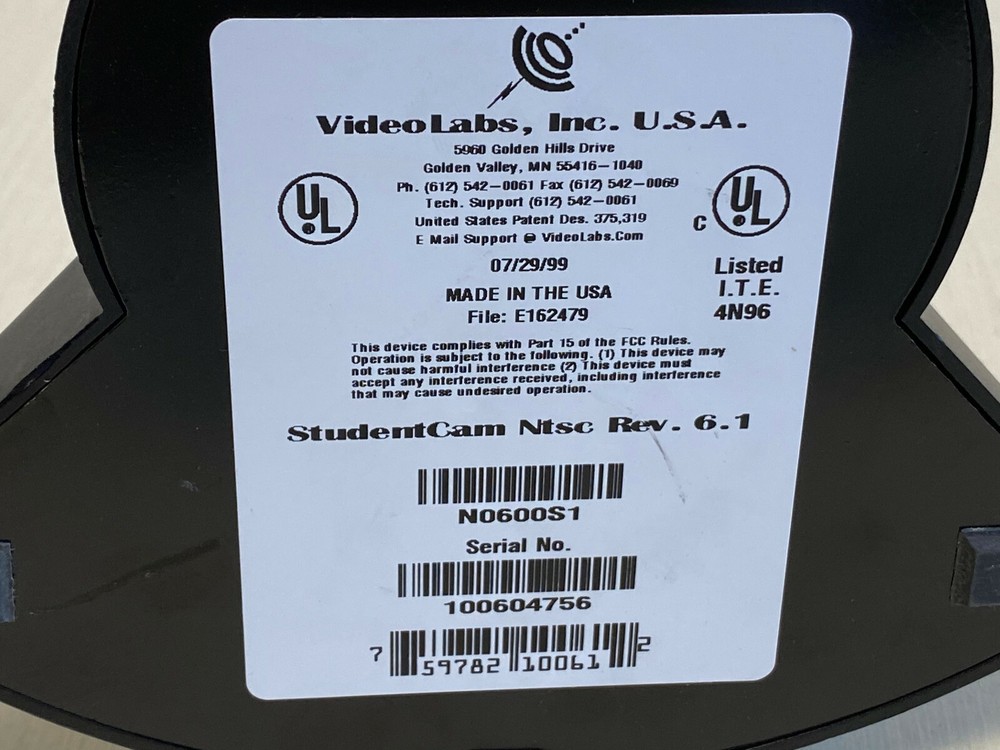 VideoLabs, Inc. U.S.A.
5960 Golden Hills Drive
Golden Valley, MN 55416-1040
Ph. (612) 542-0061 Fax (612) 542-0069
Tech. Support (612) 542-0061
United States Patent Des. 375,319
E Mail Support @ VideoLabs.Com
UL
C UL
07/29/99
MADE IN THE USA
File: E162479
Listed
I.T.E.
4N96
This device complies with Part 15 of the FCC Rules.
Operation is subject to the following. (1) This device may
not cause harmful interference (2) This device must
accept any interference received, including interference
that may cause undesired operation.
StudentCam Ntsc Rev. 6.1
N0600S1
Serial No.
100604756
7 59782 10061 2